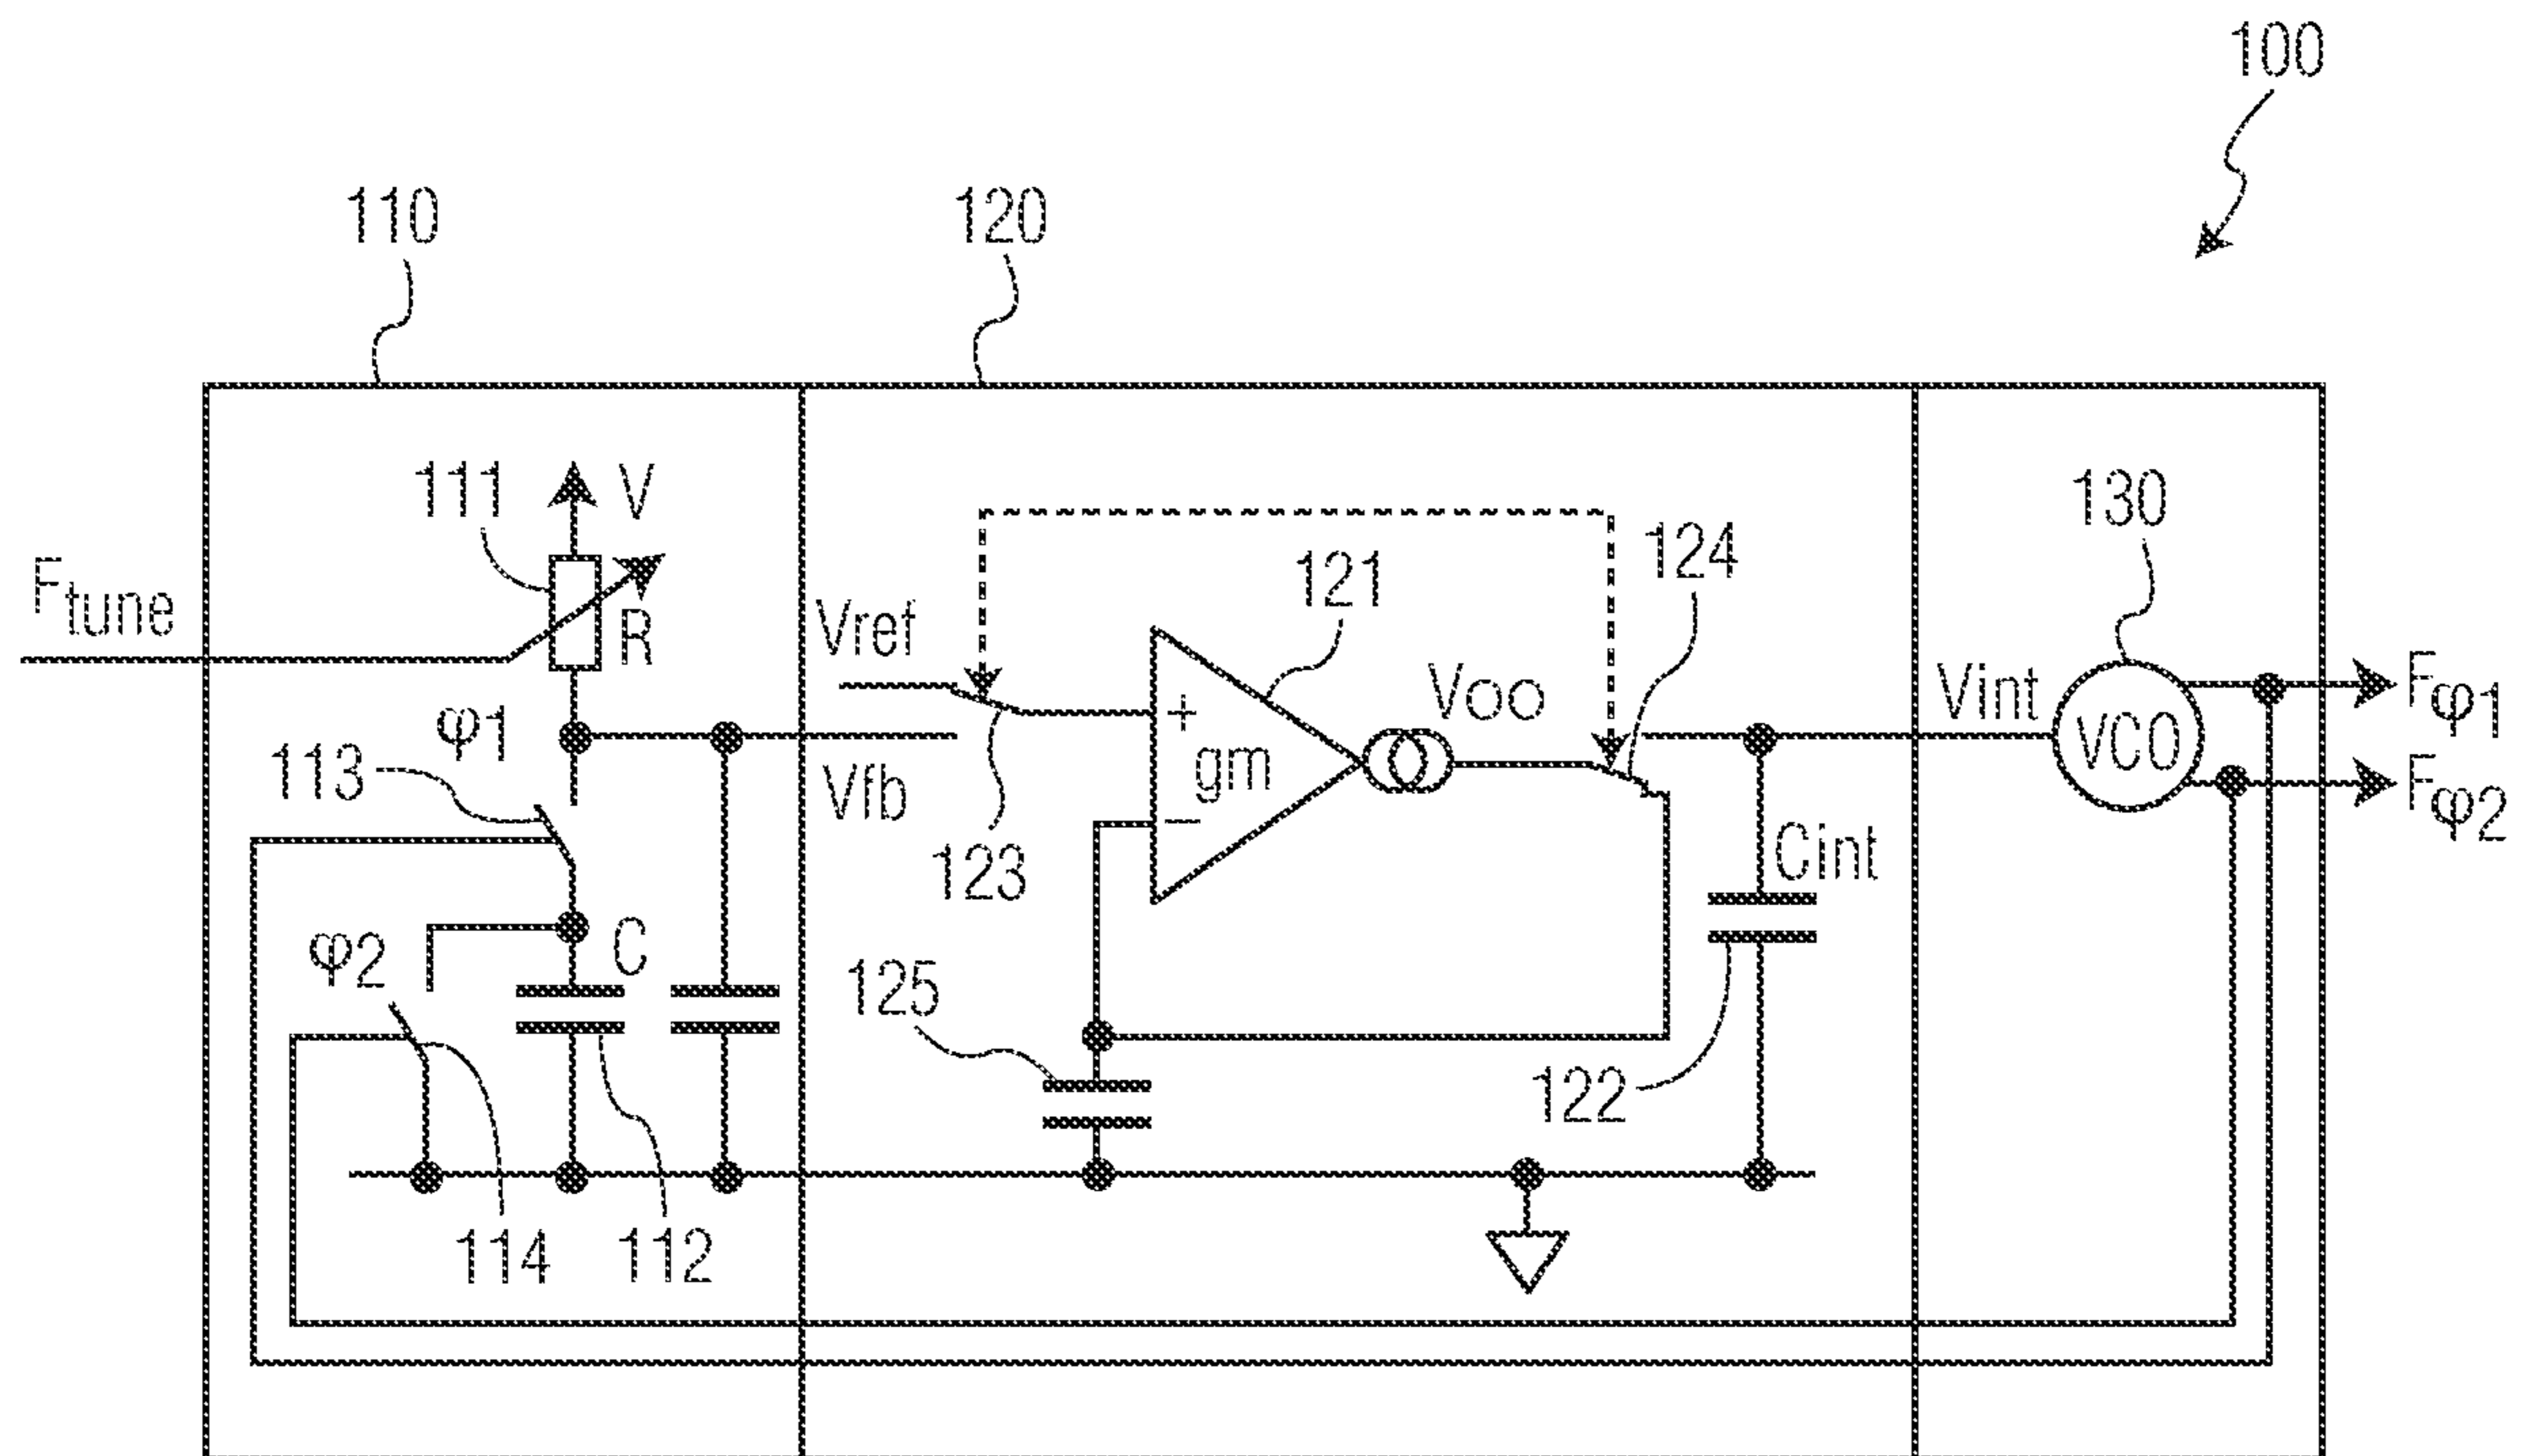 100
110
120
111
V
130
124
121
Ftune
R
Vref
Voo
Vint
Fφ1
+
φ1
VCO
113
gm
Vfb
Fφ2
−
123
Cint
φ2
C
125
122
114
112